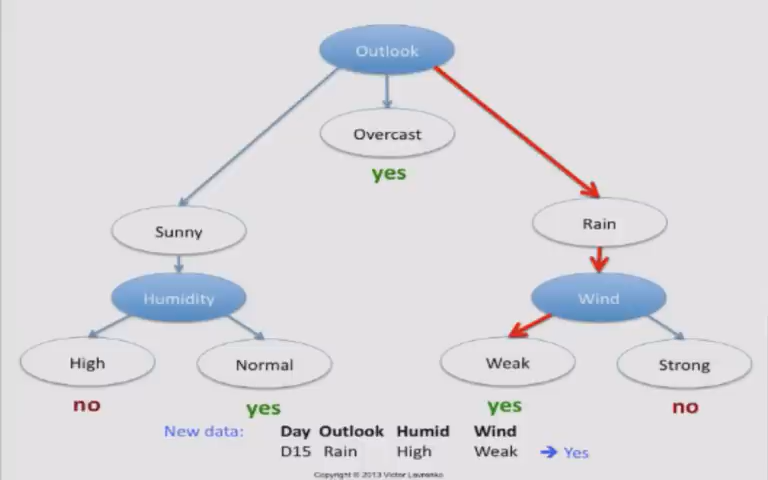 Outlook
Overcast
yes
Sunny
Rain
Humidity
Wind
High
Normal
Weak
Strong
no
yes
yes
no
New data: Day Outlook Humid Wind
D15 Rain High Weak → Yes
Copyright © 2013 Victor Lavrenko